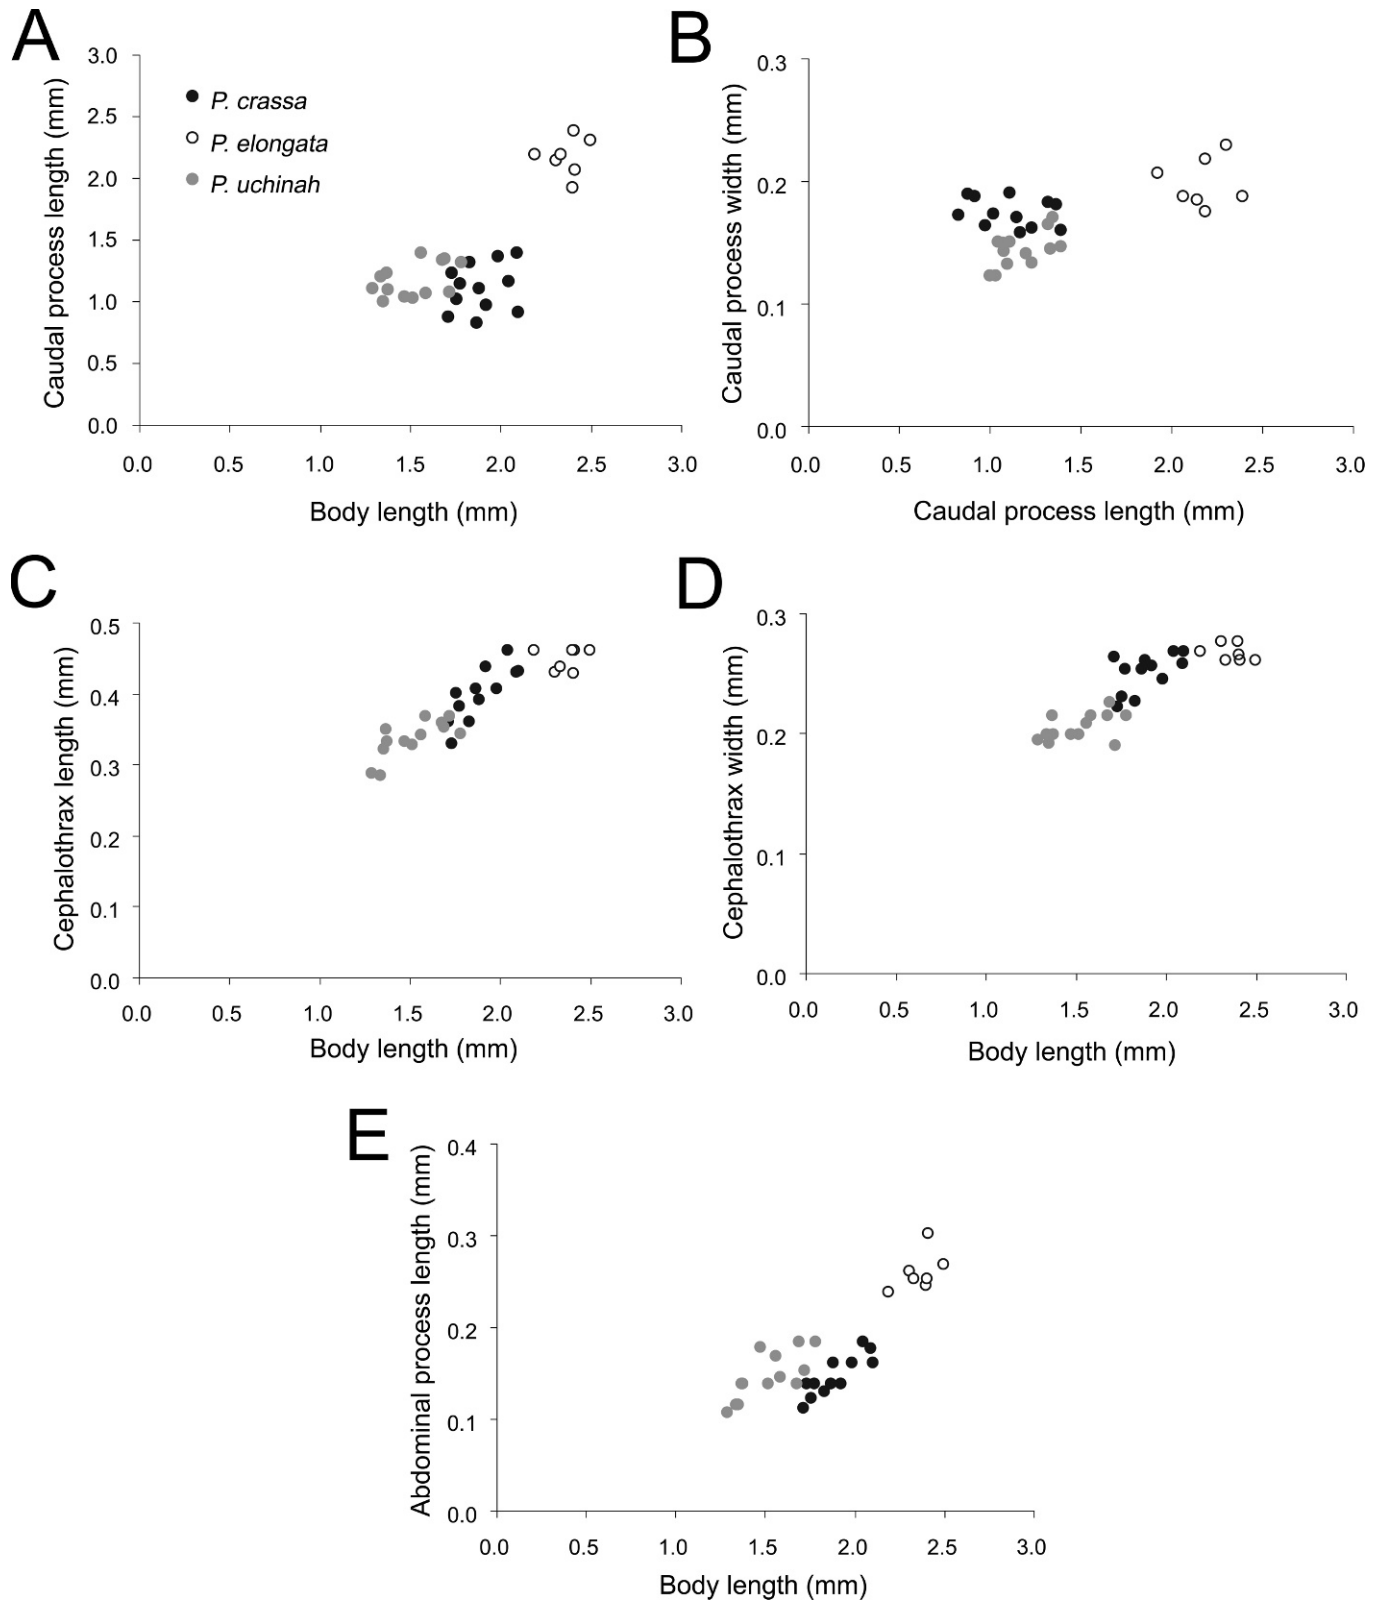 A
Caudal process length (mm)
3.0
2.5
2.0
1.5
1.0
0.5
0.0
P. crassa
P. elongata
P. uchinah
0.0 0.5 1.0 1.5 2.0 2.5 3.0
Body length (mm)
B
Caudal process width (mm)
0.3
0.2
0.1
0.0
0.0 0.5 1.0 1.5 2.0 2.5 3.0
Caudal process length (mm)
C
Cephalothrax length (mm)
0.5
0.4
0.3
0.2
0.1
0.0
0.0 0.5 1.0 1.5 2.0 2.5 3.0
Body length (mm)
D
Cephalothrax width (mm)
0.3
0.2
0.1
0.0
0.0 0.5 1.0 1.5 2.0 2.5 3.0
Body length (mm)
E
Abdominal process length (mm)
0.4
0.3
0.2
0.1
0.0
0.0 0.5 1.0 1.5 2.0 2.5 3.0
Body length (mm)